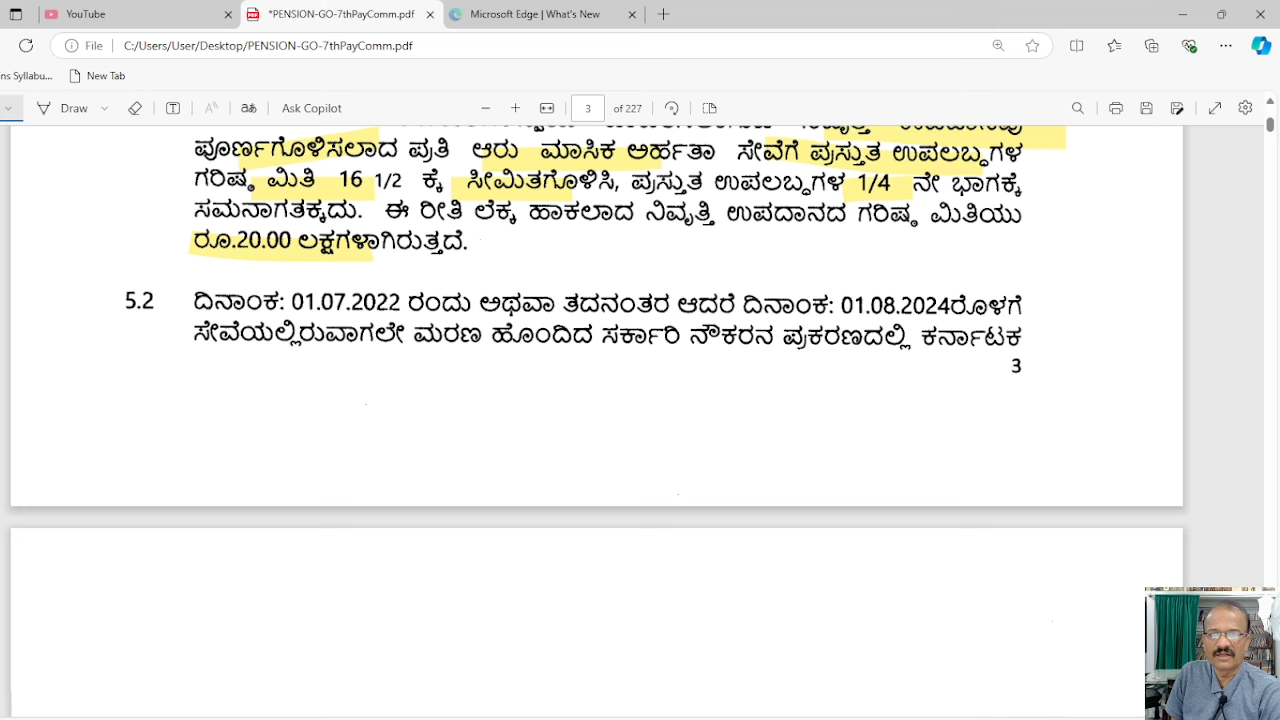 YouTube
*PENSION-GO-7thPayComm.pdf
Microsoft Edge | What's New
File
C:/Users/User/Desktop/PENSION-GO-7thPayComm.pdf
ns Syllabu...
New Tab
Draw
Ask Copilot
3
of 227
ಪೂರ್ಣಗೊಳಿಸಲಾದ ಪ್ರತಿ ಆರು ಮಾಸಿಕ ಅರ್ಹತಾ ಸೇವೆಗೆ ಪ್ರಸ್ತುತ ಉಪಲಬ್ಧಗಳ
ಗರಿಷ್ಠ ಮಿತಿ 16 1/2 ಕ್ಕೆ ಸೀಮಿತಗೊಳಿಸಿ, ಪ್ರಸ್ತುತ ಉಪಲಬ್ಧಗಳ 1/4 ನೇ ಭಾಗಕ್ಕೆ
ಸಮನಾಗತಕ್ಕದು. ಈ ರೀತಿ ಲೆಕ್ಕ ಹಾಕಲಾದ ನಿವೃತ್ತಿ ಉಪದಾನದ ಗರಿಷ್ಠ ಮಿತಿಯು
ರೂ.20.00 ಲಕ್ಷಗಳಾಗಿರುತ್ತದೆ.
5.2 ದಿನಾಂಕ: 01.07.2022 ರಂದು ಅಥವಾ ತದನಂತರ ಆದರೆ ದಿನಾಂಕ: 01.08.2024ರೊಳಗೆ
ಸೇವೆಯಲ್ಲಿರುವಾಗಲೇ ಮರಣ ಹೊಂದಿದ ಸರ್ಕಾರಿ ನೌಕರನ ಪ್ರಕರಣದಲ್ಲಿ ಕರ್ನಾಟಕ
3